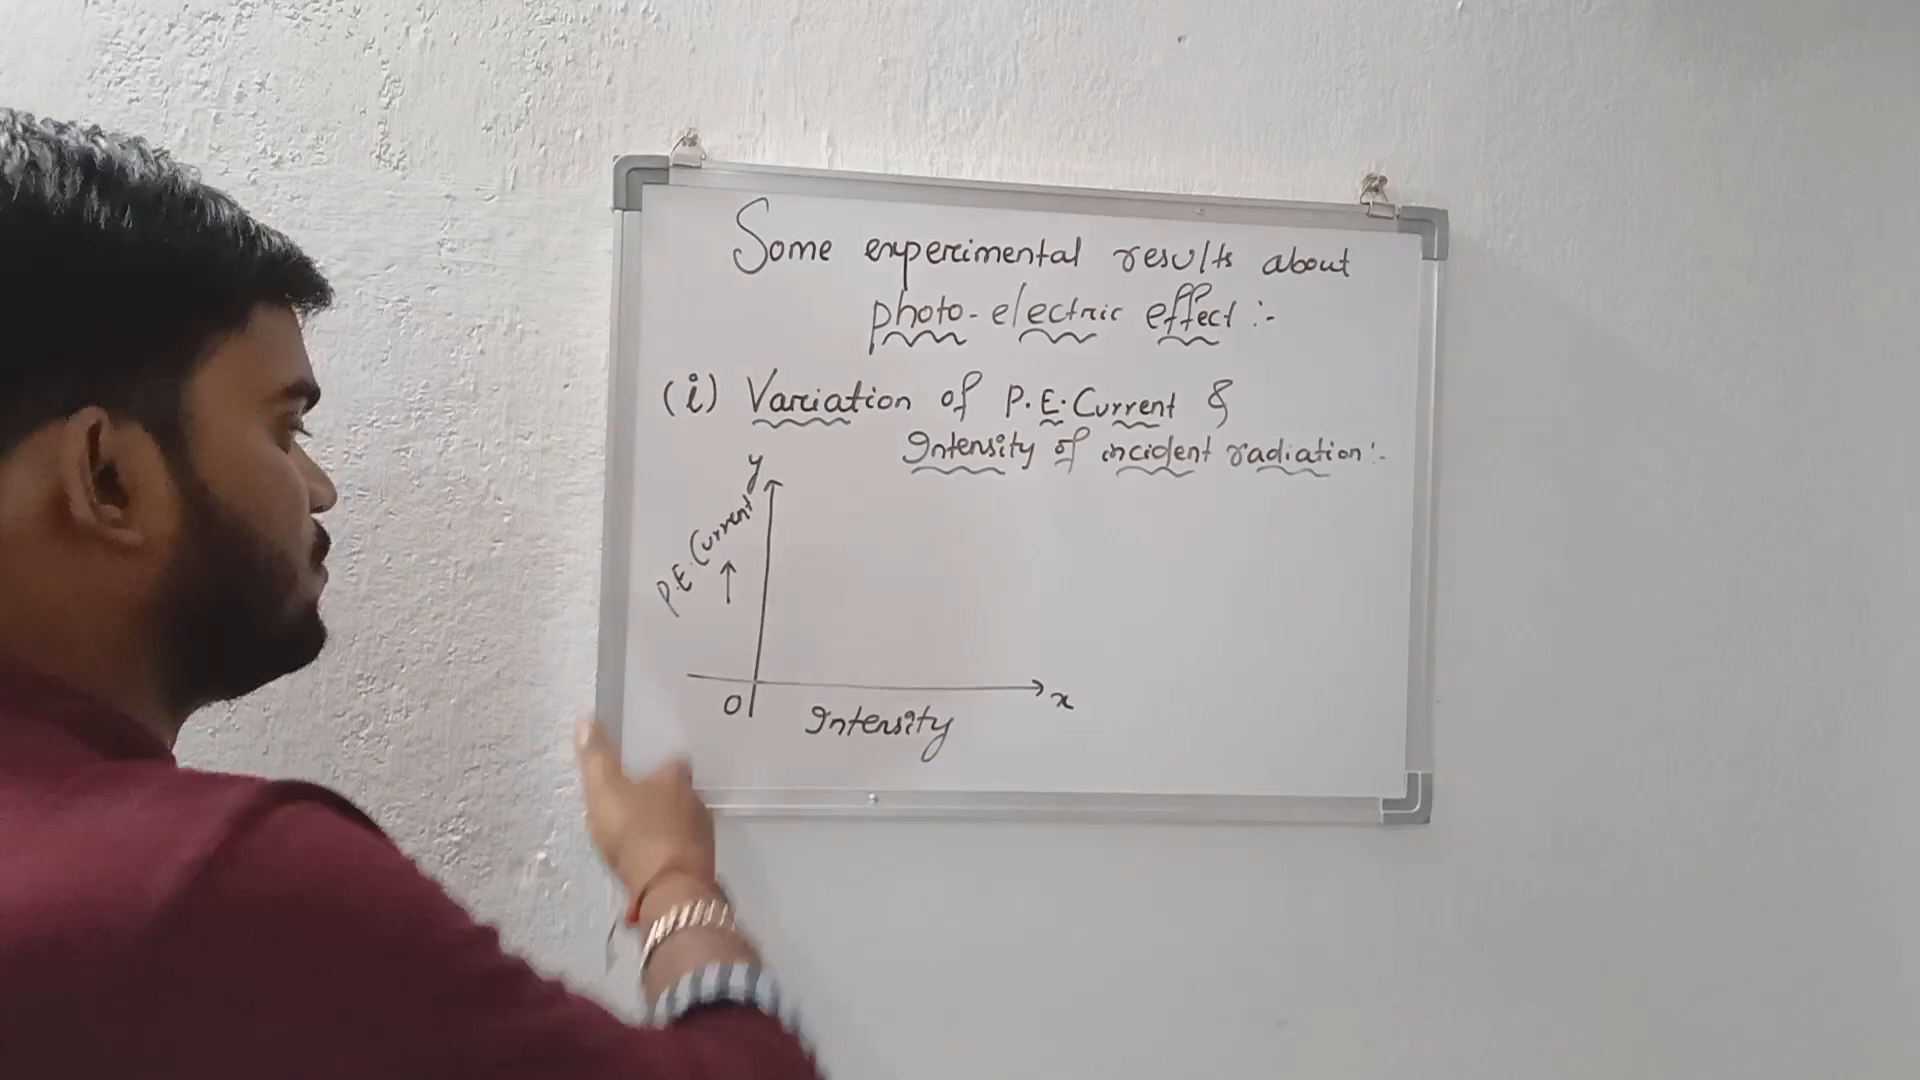 Some experimental results about
photo-electric effect :-
(i) Variation of P.E. Current &
Intensity of incident radiation :-
y
P.E. Current
O
x
Intensity